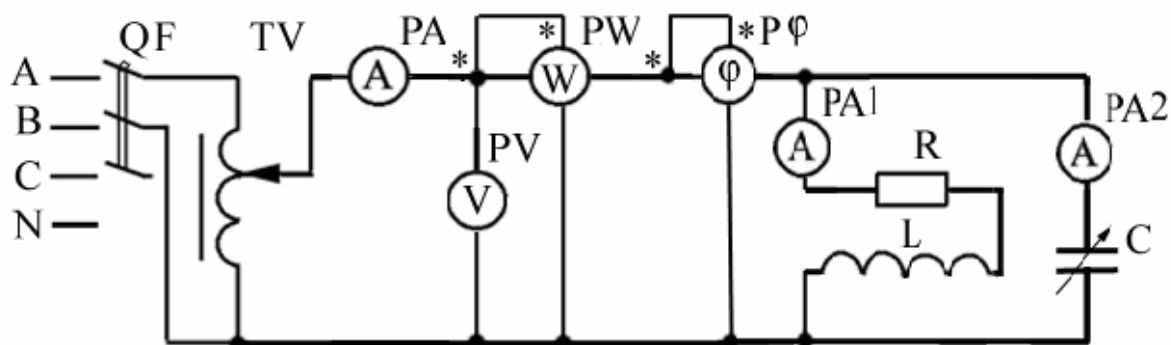 QF TV PA * * PW * * Pφ
A
B
C
N
A W φ
PV
V
PA1
A
R
L
PA2
A
C